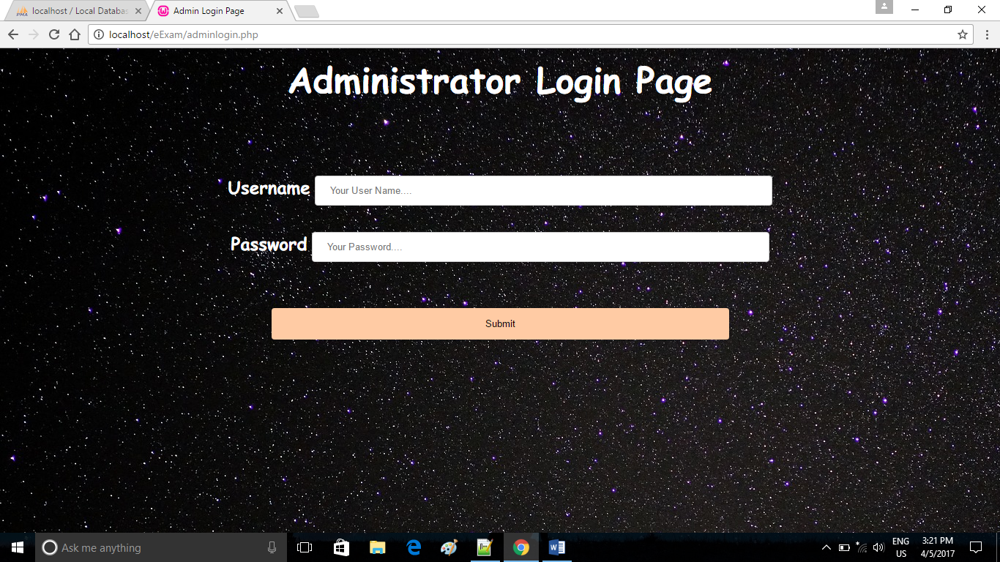 PMA localhost / Local Databas
Admin Login Page
localhost/eExam/adminlogin.php
Administrator Login Page
Username Your User Name....
Password Your Password....
Submit
Ask me anything
ENG
US
3:21 PM
4/5/2017